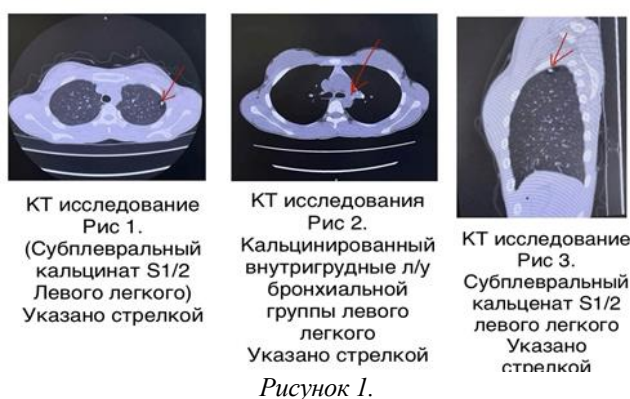 КТ исследование
Рис 1.
(Субплевральный
кальцинат S1/2
Левого легкого)
Указано стрелкой
КТ исследования
Рис 2.
Кальцинированный
внутригрудные л/у
бронхиальной
группы левого
легкого
Указано стрелкой
КТ исследование
Рис 3.
Субплевральный
кальценат S1/2
левого легкого
Указано
стрелкой
Рисунок 1.